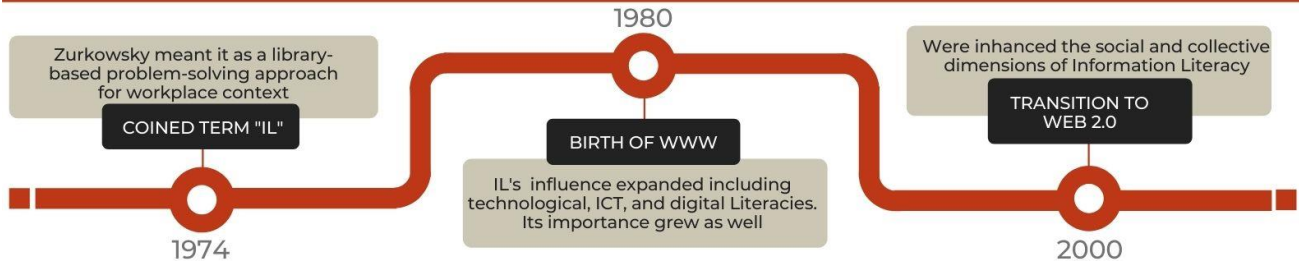 Zurkowsky meant it as a library-
based problem-solving approach
for workplace context
COINED TERM "IL"
1974
1980
BIRTH OF WWW
IL's influence expanded including
technological, ICT, and digital Literacies.
Its importance grew as well
Were inhanced the social and collective
dimensions of Information Literacy
TRANSITION TO
WEB 2.0
2000